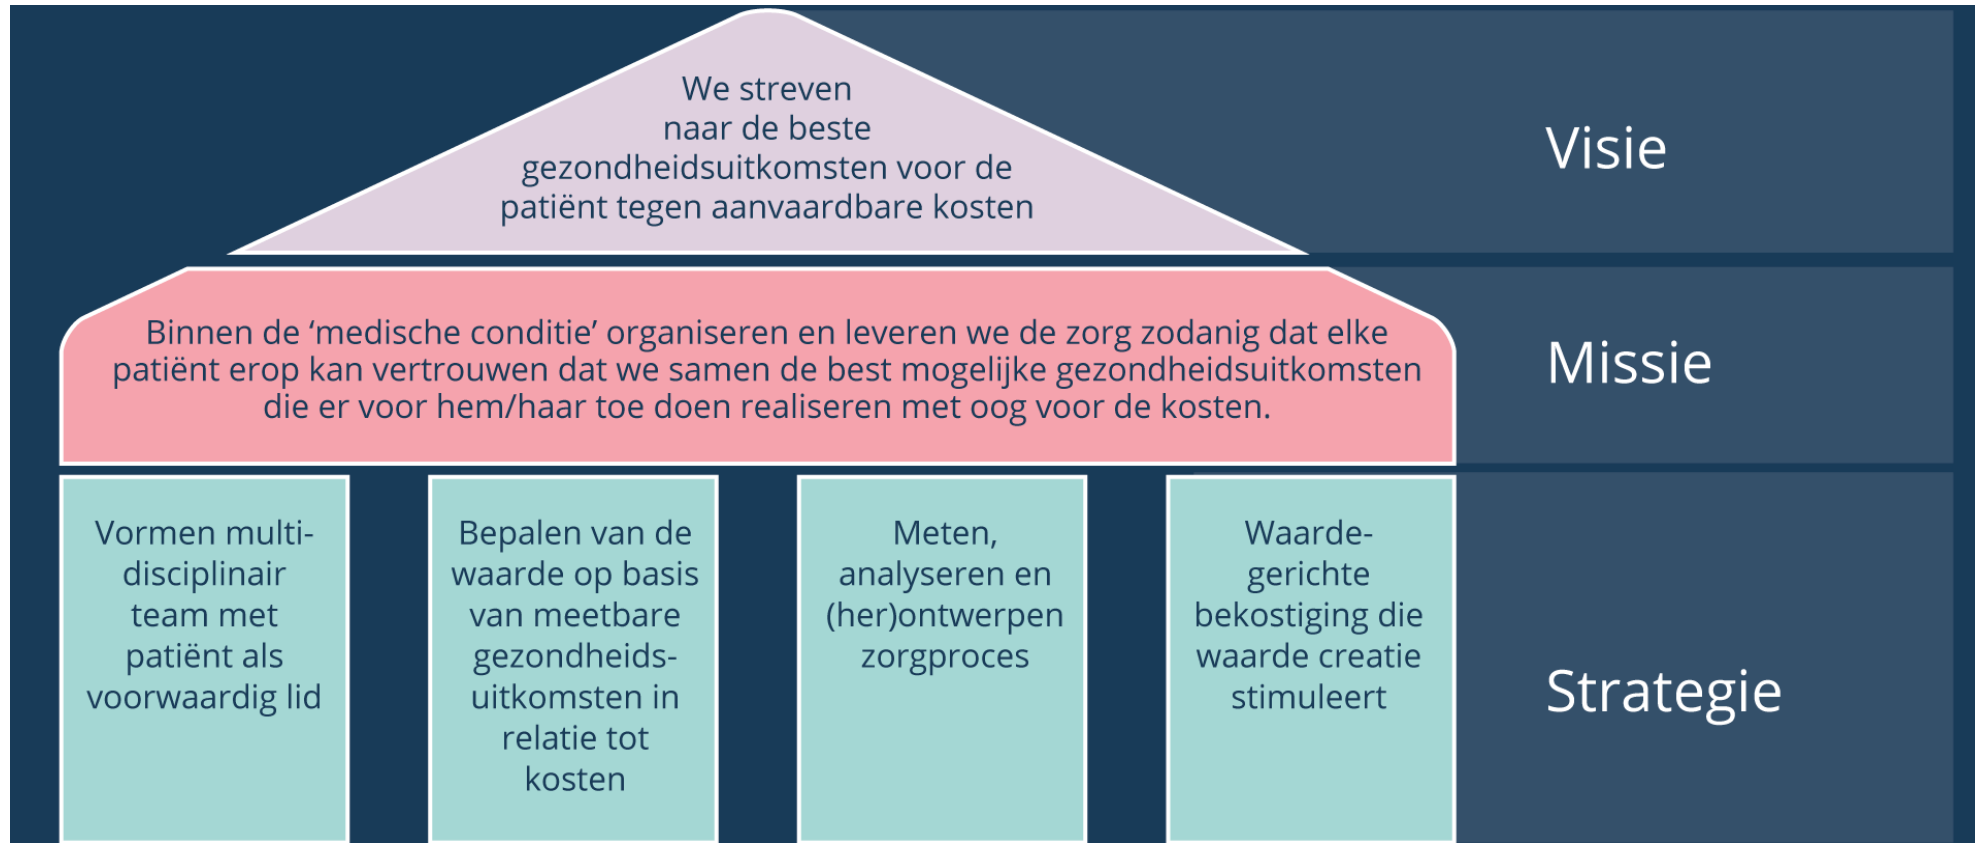 We streven
naar de beste
gezondheidsuitkomsten voor de
patiënt tegen aanvaardbare kosten
Visie
Binnen de ‘medische conditie’ organiseren en leveren we de zorg zodanig dat elke
patiënt erop kan vertrouwen dat we samen de best mogelijke gezondheidsuitkomsten
die er voor hem/haar toe doen realiseren met oog voor de kosten.
Missie
Vormen multi-
disciplinair
team met
patiënt als
voorwaardig lid
Bepalen van de
waarde op basis
van meetbare
gezondheids-
uitkomsten in
relatie tot
kosten
Meten,
analyseren en
(her)ontwerpen
zorgproces
Waarde-
gerichte
bekostiging die
waarde creatie
stimuleert
Strategie